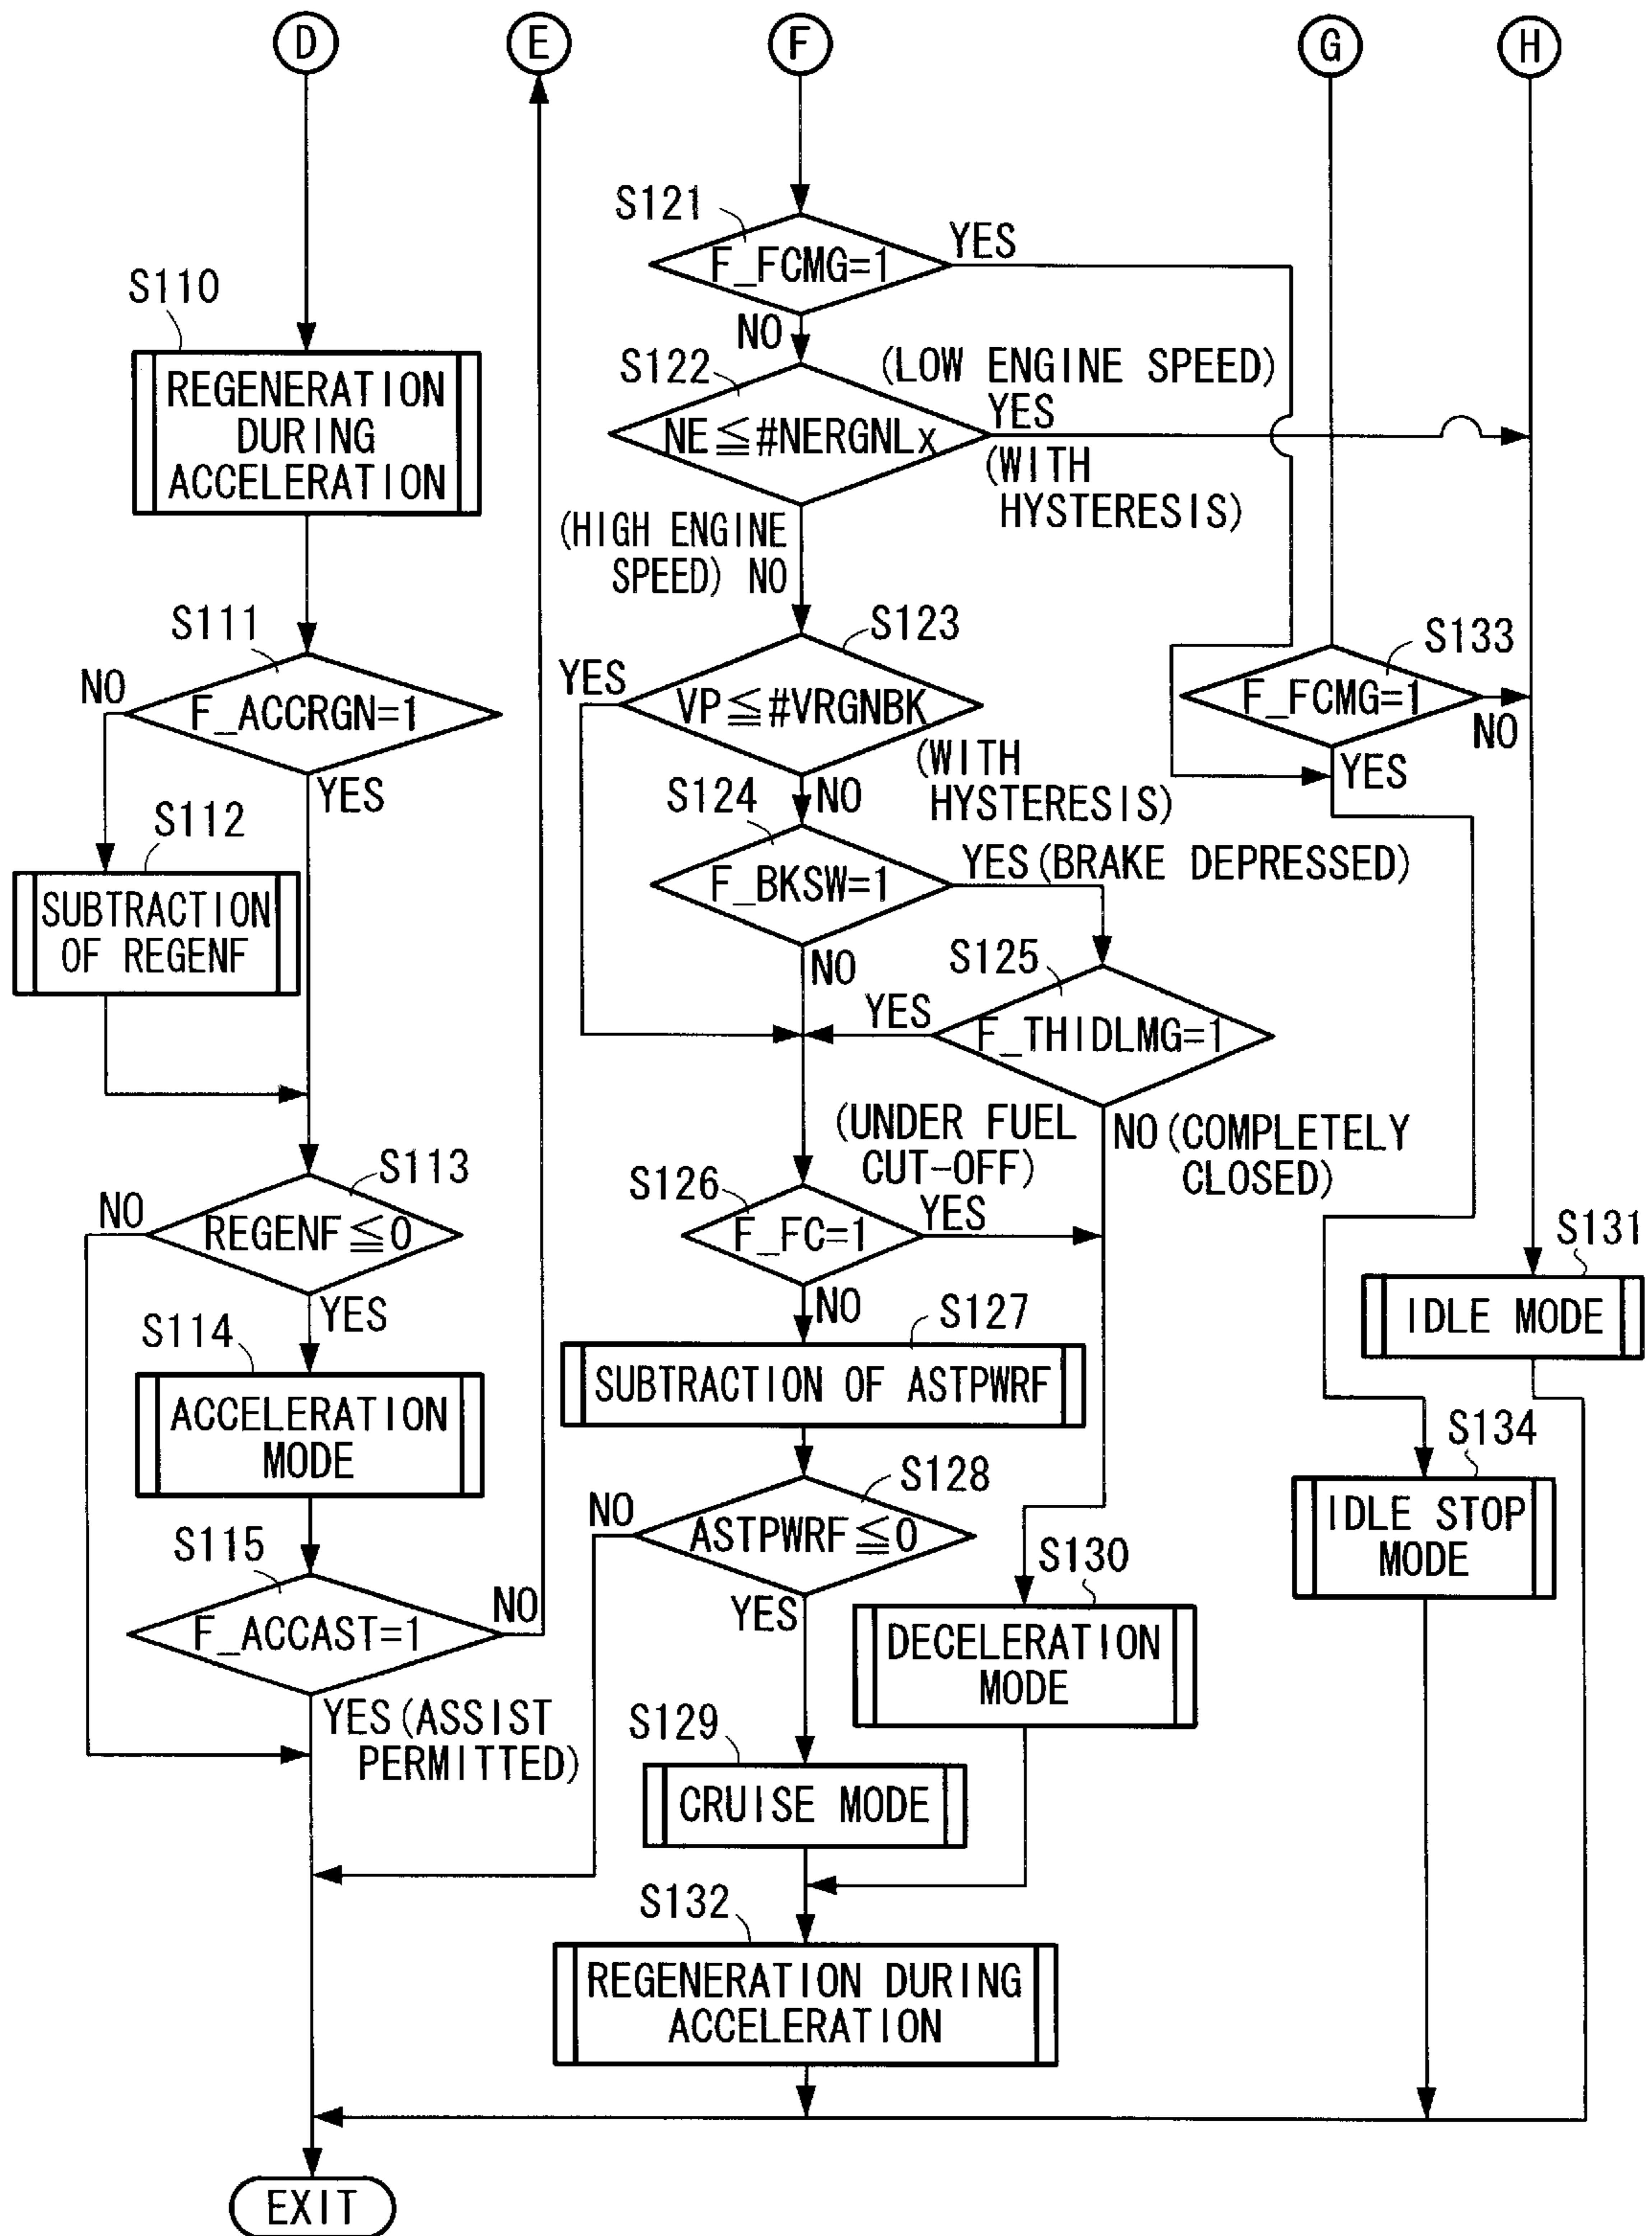 D
E
F
G
H
S110
REGENERATION
DURING
ACCELERATION
S111
NO
F_ACCRGN=1
YES
S112
SUBTRACTION
OF REGENF
S113
NO
REGENF≦0
YES
S114
ACCELERATION
MODE
S115
NO
F_ACCAST=1
YES (ASSIST
PERMITTED)
EXIT
S121
YES
F_FCMG=1
NO
S122
(LOW ENGINE SPEED)
YES
NE≦#NERGNLx
(WITH
HYSTERESIS)
(HIGH ENGINE
SPEED) NO
S123
YES
VP≦#VRGNBK
(WITH
HYSTERESIS)
NO
S124
YES (BRAKE DEPRESSED)
F_BKSW=1
NO
S125
YES
F_THIDLMG=1
NO (COMPLETELY
CLOSED)
(UNDER FUEL
CUT-OFF)
S126
YES
F_FC=1
NO
S127
SUBTRACTION OF ASTPWRF
S128
NO
ASTPWRF≦0
YES
S130
DECELERATION
MODE
S129
CRUISE MODE
S132
REGENERATION DURING
ACCELERATION
S133
F_FCMG=1
NO
YES
S131
IDLE MODE
S134
IDLE STOP
MODE